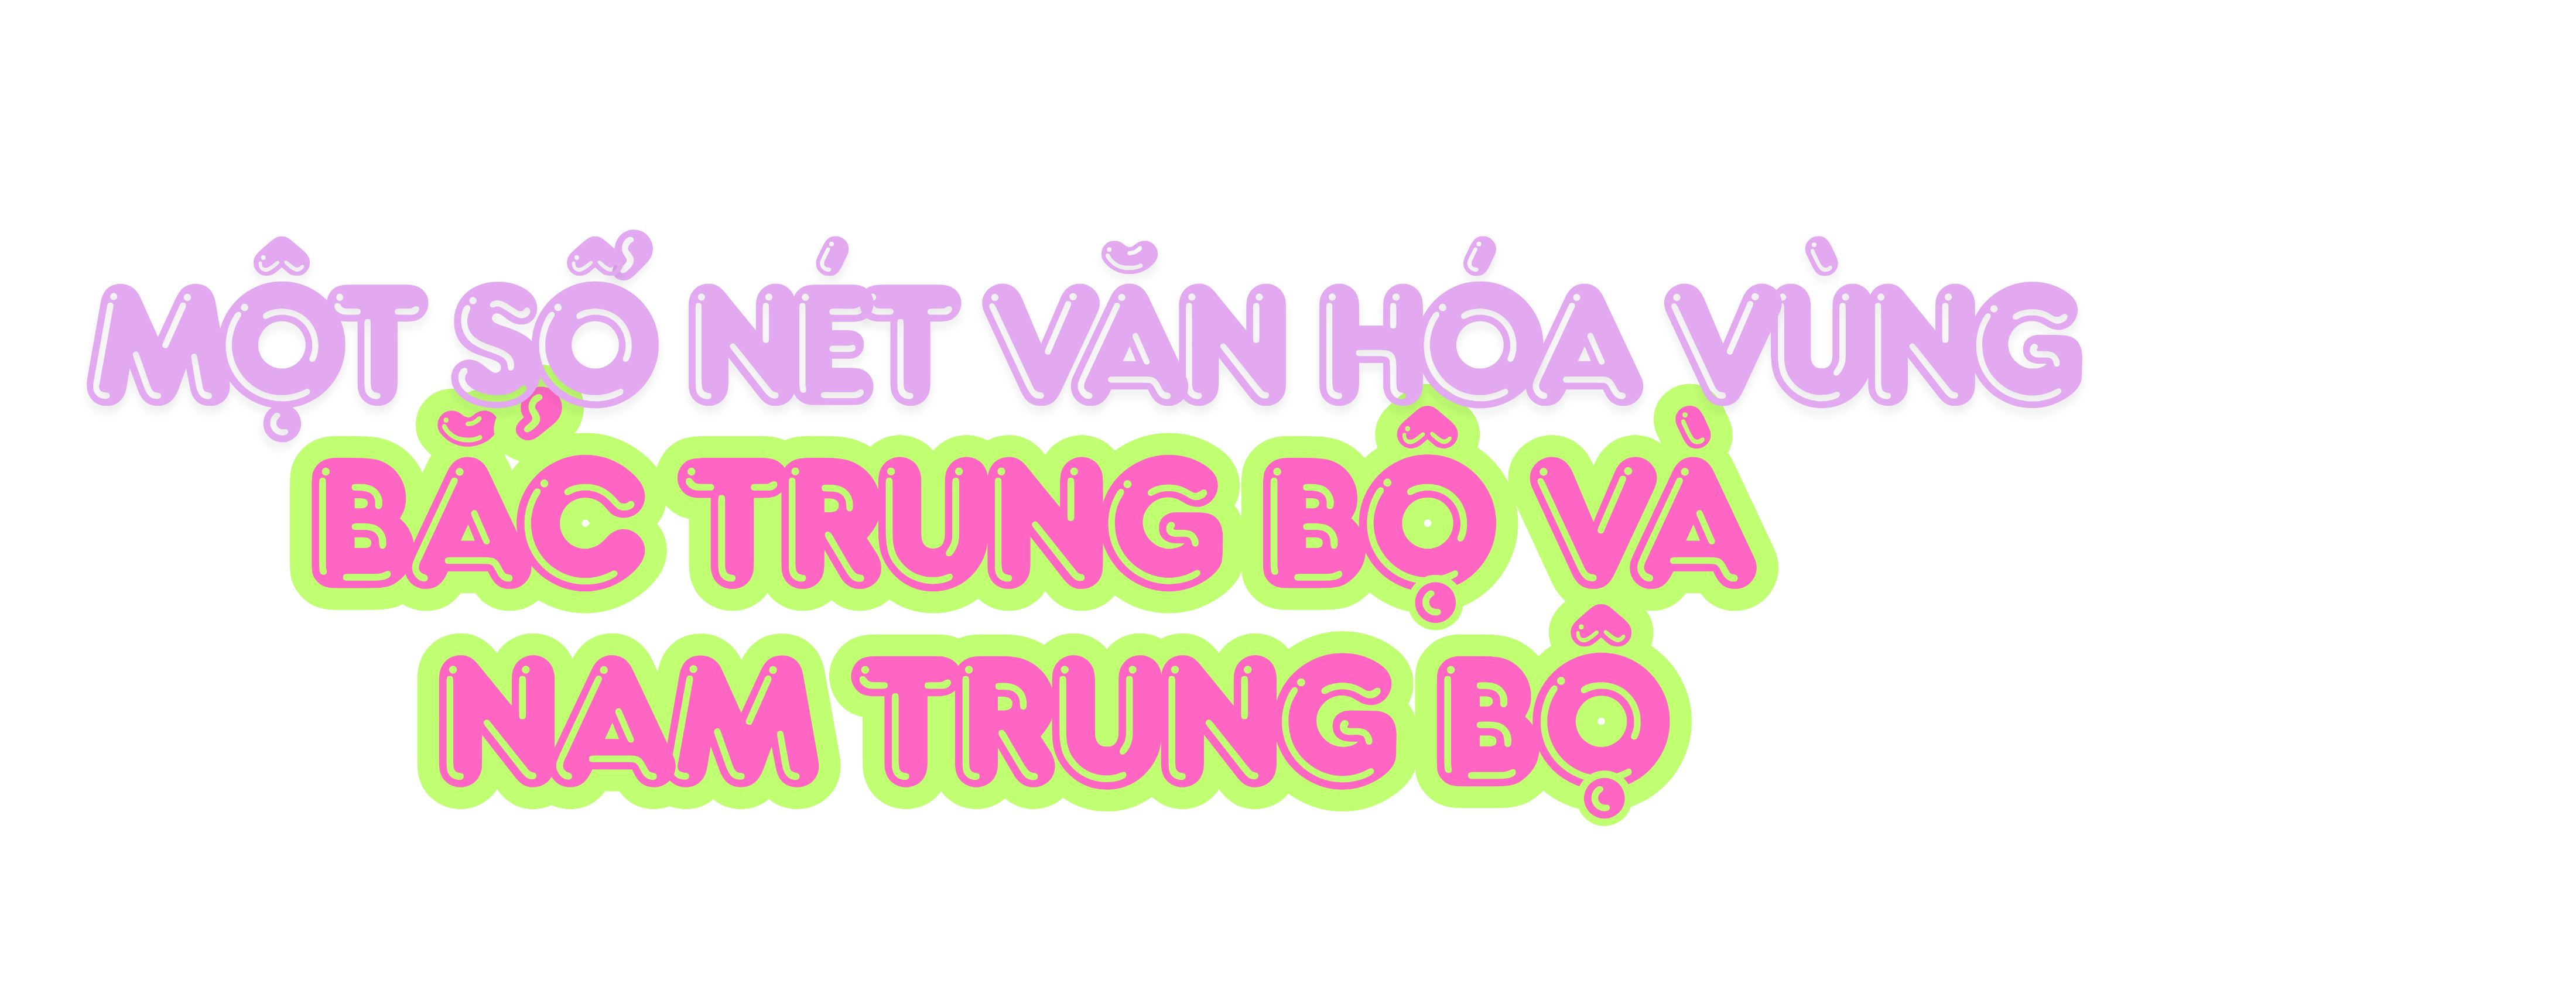 MỘT SỐ NÉT VĂN HÓA VÙNG
BẮC TRUNG BỘ VÀ
NAM TRUNG BỘ